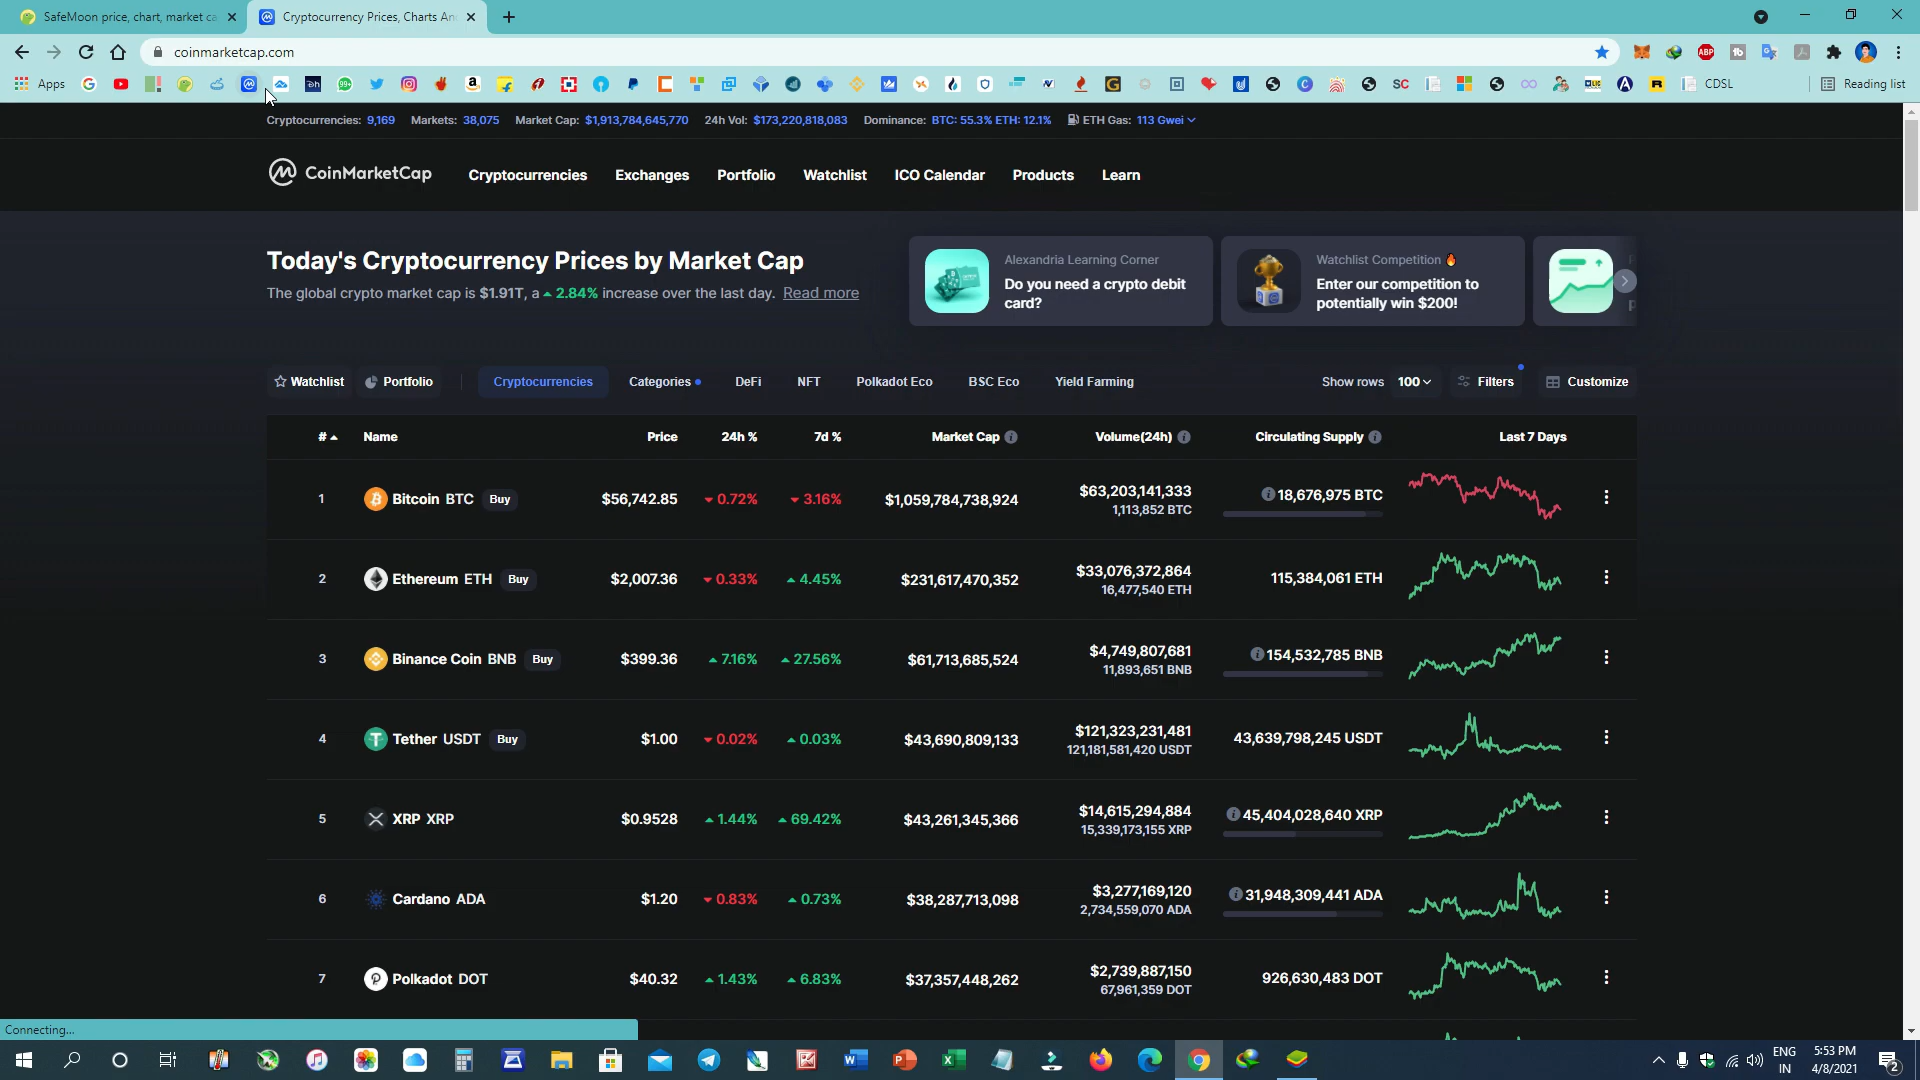 SafeMoon price, chart, market ca
Cryptocurrency Prices, Charts An
coinmarketcap.com
Apps
CDSL
Reading list
Cryptocurrencies: 9,169 Markets: 38,075 Market Cap: $1,913,784,645,770 24h Vol: $173,220,818,083 Dominance: BTC: 55.3% ETH: 12.1% ETH Gas: 113 Gwei
CoinMarketCap
Cryptocurrencies Exchanges Portfolio Watchlist ICO Calendar Products Learn
Today's Cryptocurrency Prices by Market Cap
The global crypto market cap is $1.91T, a 2.84% increase over the last day. Read more
Alexandria Learning Corner
Do you need a crypto debit
card?
Watchlist Competition
Enter our competition to
potentially win $200!
Watchlist Portfolio Cryptocurrencies Categories DeFi NFT Polkadot Eco BSC Eco Yield Farming Show rows 100 Filters Customize
# Name Price 24h % 7d % Market Cap Volume(24h) Circulating Supply Last 7 Days
1 Bitcoin BTC Buy $56,742.85 0.72% 3.16% $1,059,784,738,924 $63,203,141,333 18,676,975 BTC
1,113,852 BTC
2 Ethereum ETH Buy $2,007.36 0.33% 4.45% $231,617,470,352 $33,076,372,864 115,384,061 ETH
16,477,540 ETH
3 Binance Coin BNB Buy $399.36 7.16% 27.56% $61,713,685,524 $4,749,807,681 154,532,785 BNB
11,893,651 BNB
4 Tether USDT Buy $1.00 0.02% 0.03% $43,690,809,133 $121,323,231,481 43,639,798,245 USDT
121,181,581,420 USDT
5 XRP XRP $0.9528 1.44% 69.42% $43,261,345,366 $14,615,294,884 45,404,028,640 XRP
15,339,173,155 XRP
6 Cardano ADA $1.20 0.83% 0.73% $38,287,713,098 $3,277,169,120 31,948,309,441 ADA
2,734,559,070 ADA
7 Polkadot DOT $40.32 1.43% 6.83% $37,357,448,262 $2,739,887,150 926,630,483 DOT
67,961,359 DOT
Connecting...
ENG
IN
5:53 PM
4/8/2021
2